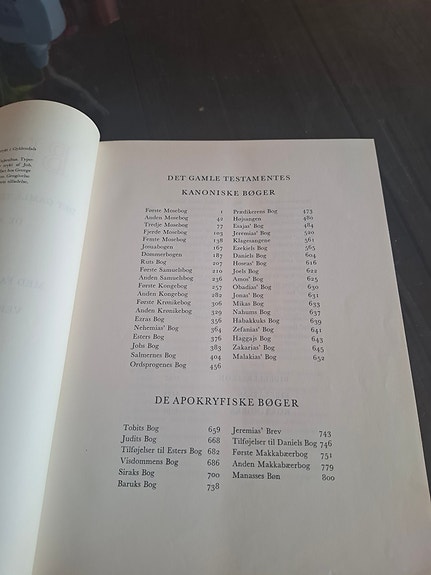 DET GAMLE TESTAMENTES
KANONISKE BØGER
Første Mosebog 1
Anden Mosebog 40
Tredje Mosebog 77
Fjerde Mosebog 103
Femte Mosebog 138
Josuabogen 167
Dommerbogen 187
Ruts Bog 207
Første Samuelsbog 210
Anden Samuelsbog 236
Første Kongebog 257
Anden Kongebog 282
Første Krønikebog 306
Anden Krønikebog 329
Ezras Bog 356
Nehemias' Bog 364
Esters Bog 376
Jobs Bog 383
Salmernes Bog 404
Ordsprogenes Bog 456
Prædikerens Bog 473
Højsangen 480
Esajas' Bog 484
Jeremias' Bog 520
Klagesangene 561
Ezekiels Bog 565
Daniels Bog 604
Hoseas' Bog 616
Joels Bog 622
Amos' Bog 625
Obadias' Bog 630
Jonas' Bog 631
Mikas Bog 633
Nahums Bog 637
Habakkuks Bog 639
Zefanias' Bog 641
Haggajs Bog 643
Zakarias' Bog 645
Malakias' Bog 652
DE APOKRYFISKE BØGER
Tobits Bog 659
Judits Bog 668
Tilføjelser til Esters Bog 682
Visdommens Bog 686
Siraks Bog 700
Baruks Bog 738
Jeremias' Brev 743
Tilføjelser til Daniels Bog 746
Første Makkabæerbog 751
Anden Makkabæerbog 779
Manasses Bøn 800